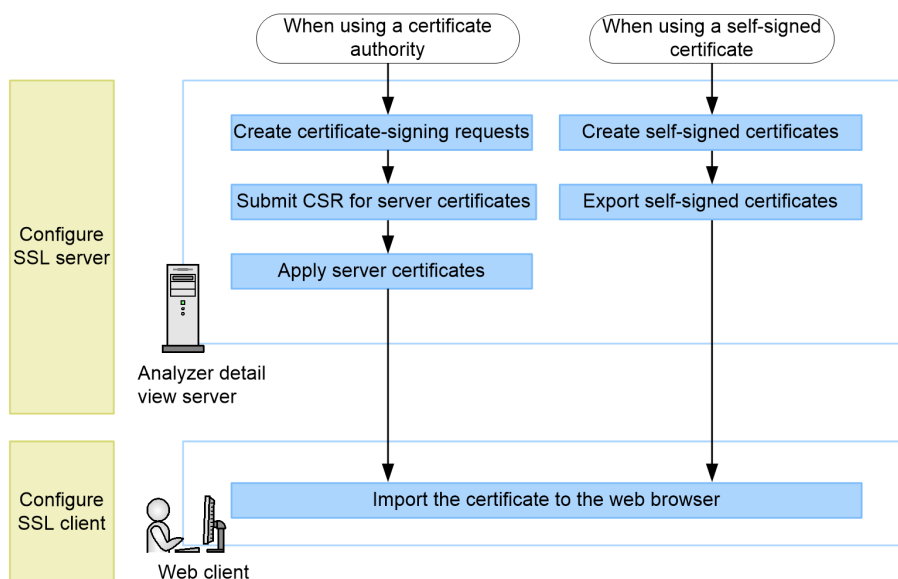 When using a certificate
authority
When using a self-signed
certificate
Configure
SSL server
Create certificate-signing requests
Create self-signed certificates
Submit CSR for server certificates
Export self-signed certificates
Apply server certificates
Analyzer detail
view server
Configure
SSL client
Import the certificate to the web browser
Web client